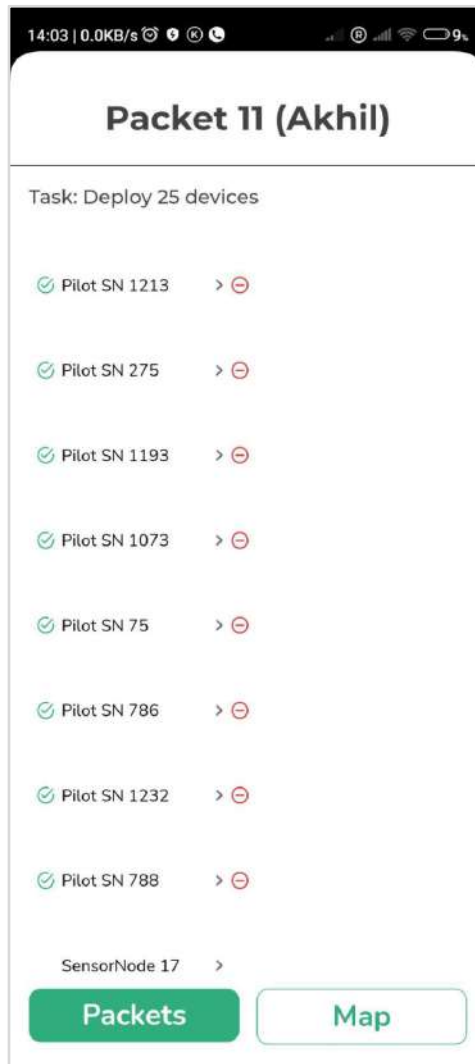 14:03 | 0.0KB/s K R 9%
Packet 11 (Akhil)
Task: Deploy 25 devices
Pilot SN 1213
Pilot SN 275
Pilot SN 1193
Pilot SN 1073
Pilot SN 75
Pilot SN 786
Pilot SN 1232
Pilot SN 788
SensorNode 17
Packets Map